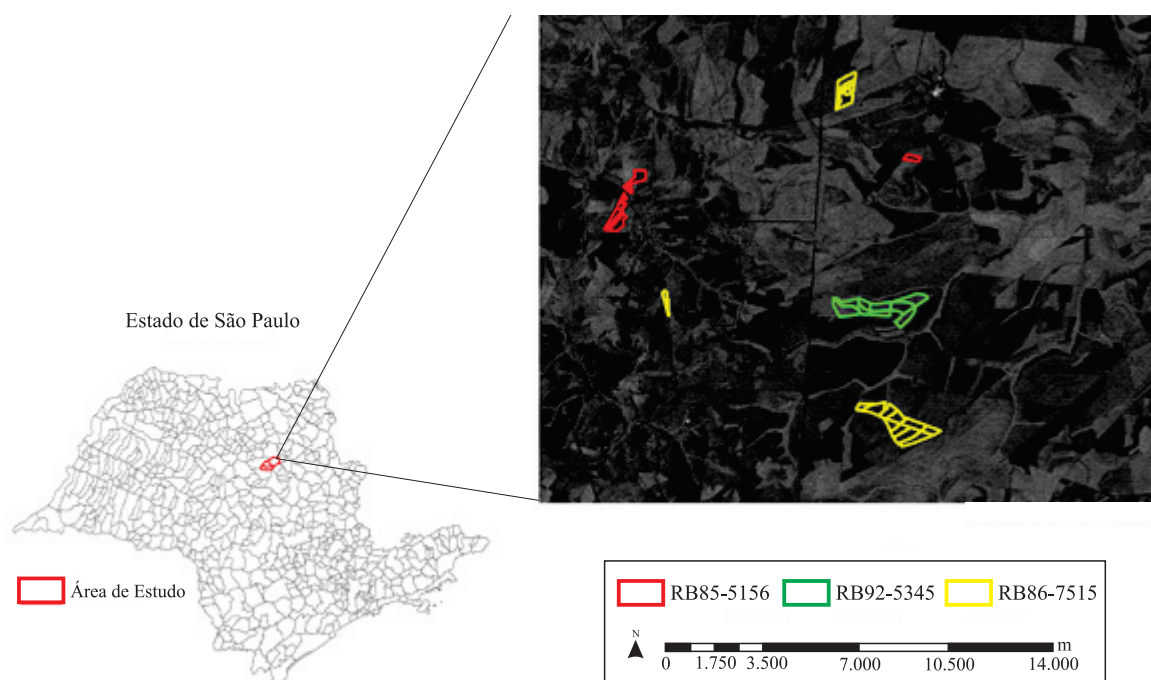 Estado de São Paulo
Área de Estudo
RB85-5156 RB92-5345 RB86-7515
N
m
0 1.750 3.500 7.000 10.500 14.000